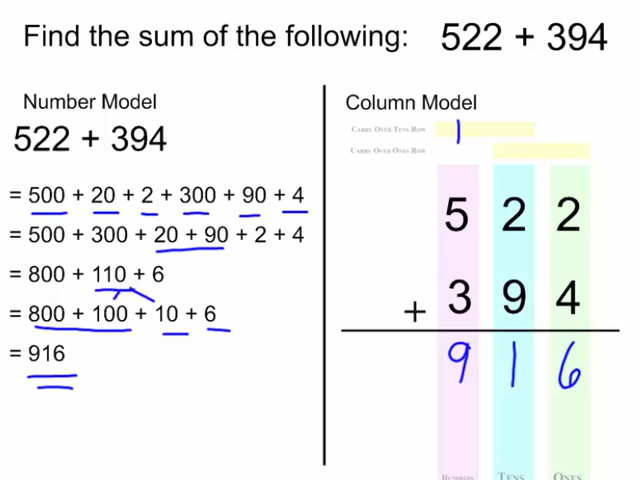 Find the sum of the following: 522 + 394
Number Model
522 + 394
= 500 + 20 + 2 + 300 + 90 + 4
= 500 + 300 + 20 + 90 + 2 + 4
= 800 + 110 + 6
= 800 + 100 + 10 + 6
= 916
Column Model
Carry Over Tens Row 1
Carry Over Ones Row
5 2 2
+ 3 9 4
9 1 6
Hundreds Tens Ones